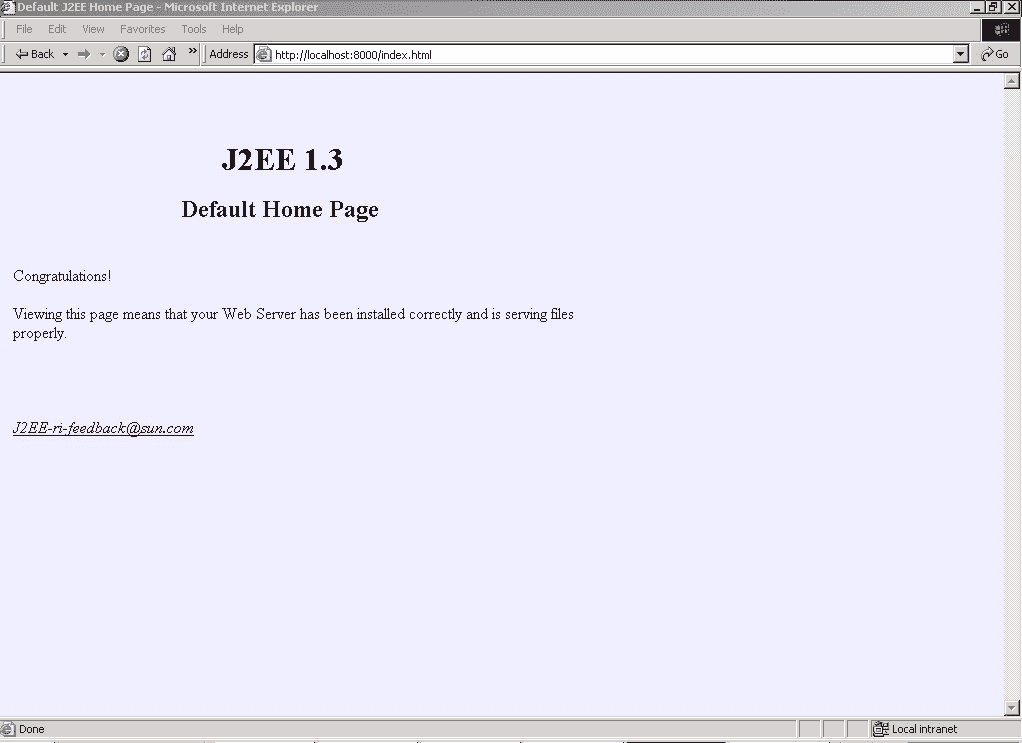 Default J2EE Home Page - Microsoft Internet Explorer
File Edit View Favorites Tools Help
Back » Address http://localhost:8000/index.html Go
J2EE 1.3
Default Home Page
Congratulations!
Viewing this page means that your Web Server has been installed correctly and is serving files
properly.
J2EE-ri-feedback@sun.com
Done Local intranet